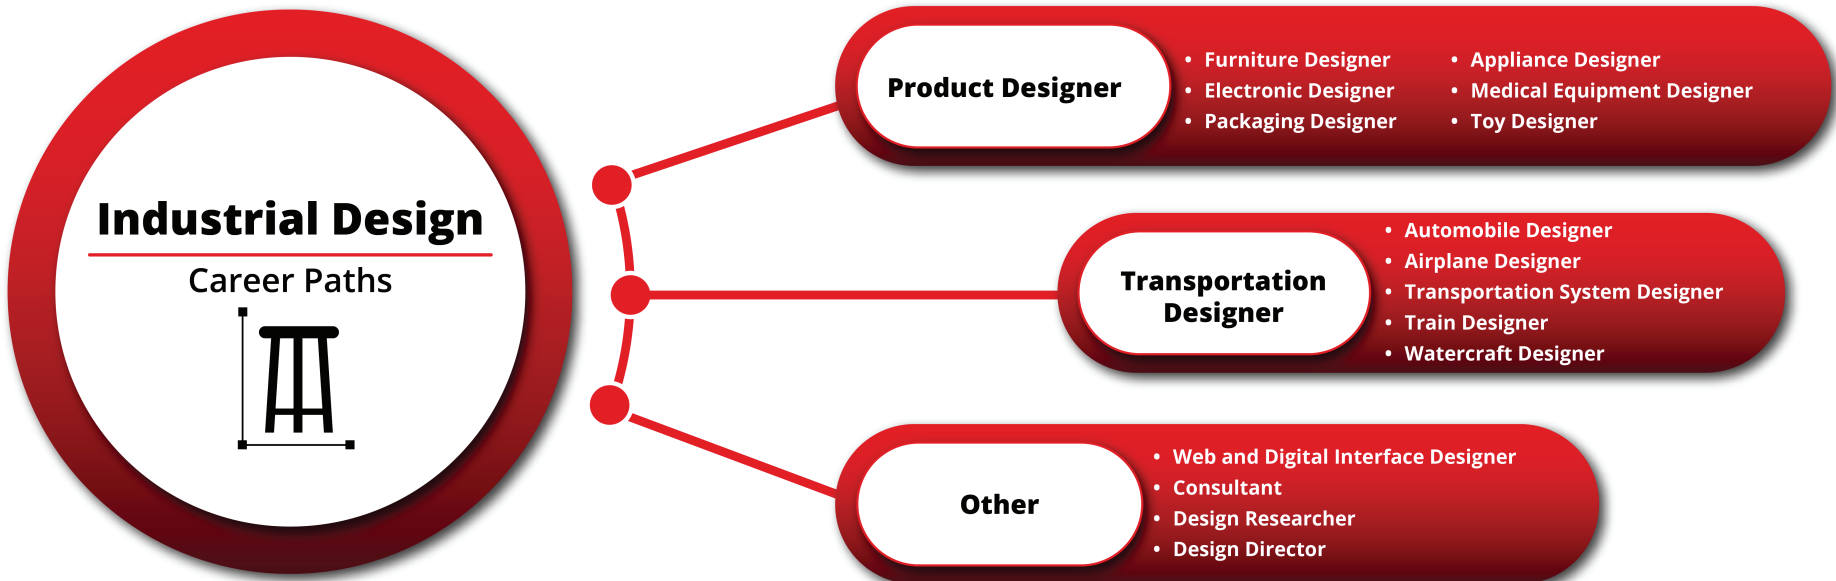 Industrial Design
Career Paths
Product Designer
• Furniture Designer
• Electronic Designer
• Packaging Designer
• Appliance Designer
• Medical Equipment Designer
• Toy Designer
Transportation
Designer
• Automobile Designer
• Airplane Designer
• Transportation System Designer
• Train Designer
• Watercraft Designer
Other
• Web and Digital Interface Designer
• Consultant
• Design Researcher
• Design Director